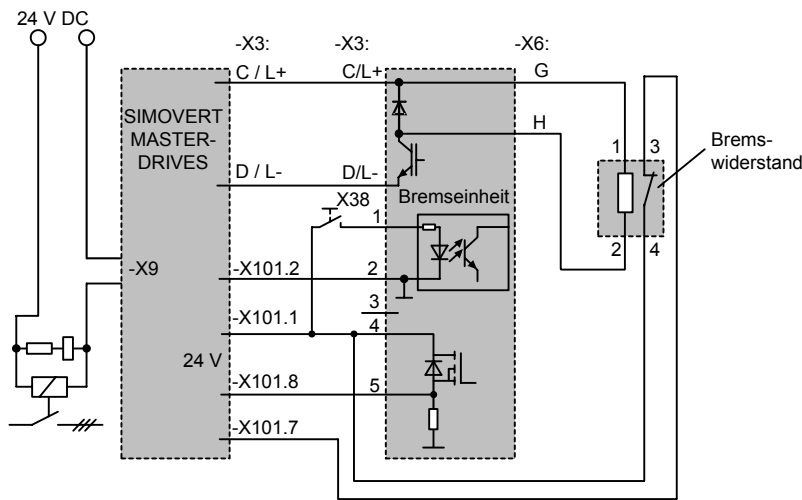 24 V DC
-X3:
-X3:
-X6:
C / L+
C/L+
G
SIMOVERT
MASTER-
DRIVES
H
1
3
Brems-
widerstand
D / L-
D/L-
Bremseinheit
X38
1
2
4
-X9
-X101.2
2
3
-X101.1
4
24 V
-X101.8
5
-X101.7